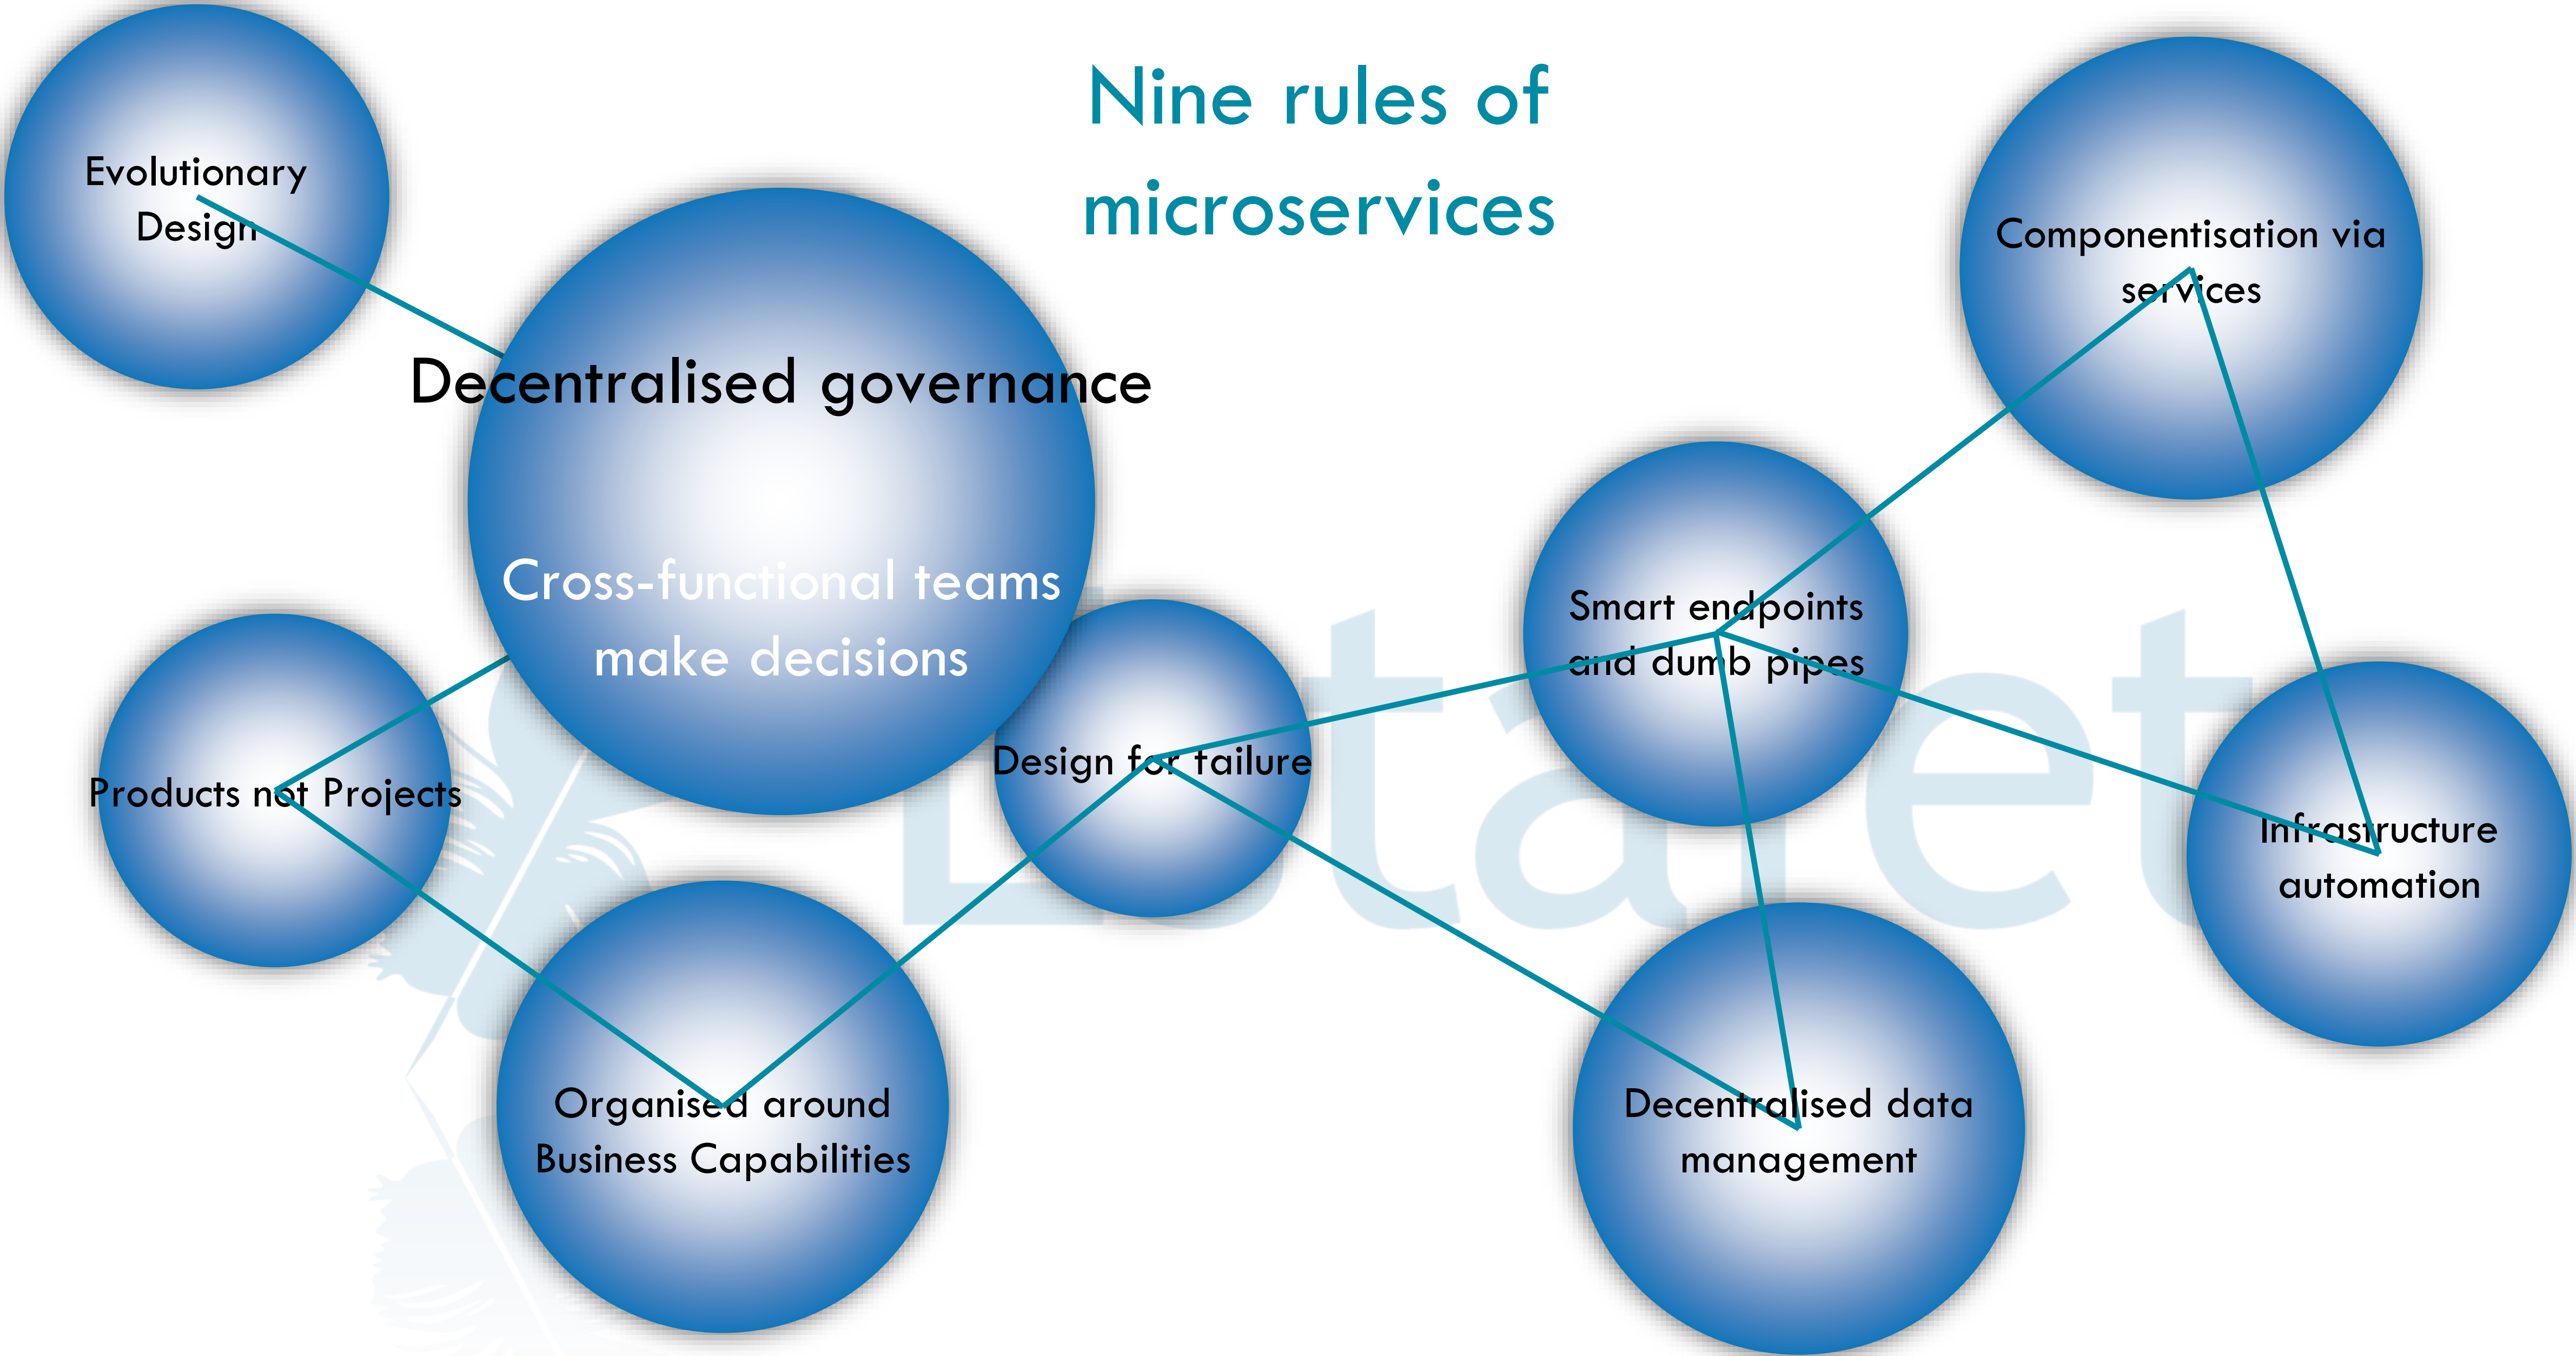 Nine rules of
microservices
Evolutionary
Design
Decentralised governance
Cross-functional teams
make decisions
Componentisation via
services
Smart endpoints
and dumb pipes
Design for failure
Products not Projects
Infrastructure
automation
Organised around
Business Capabilities
Decentralised data
management
Estafet